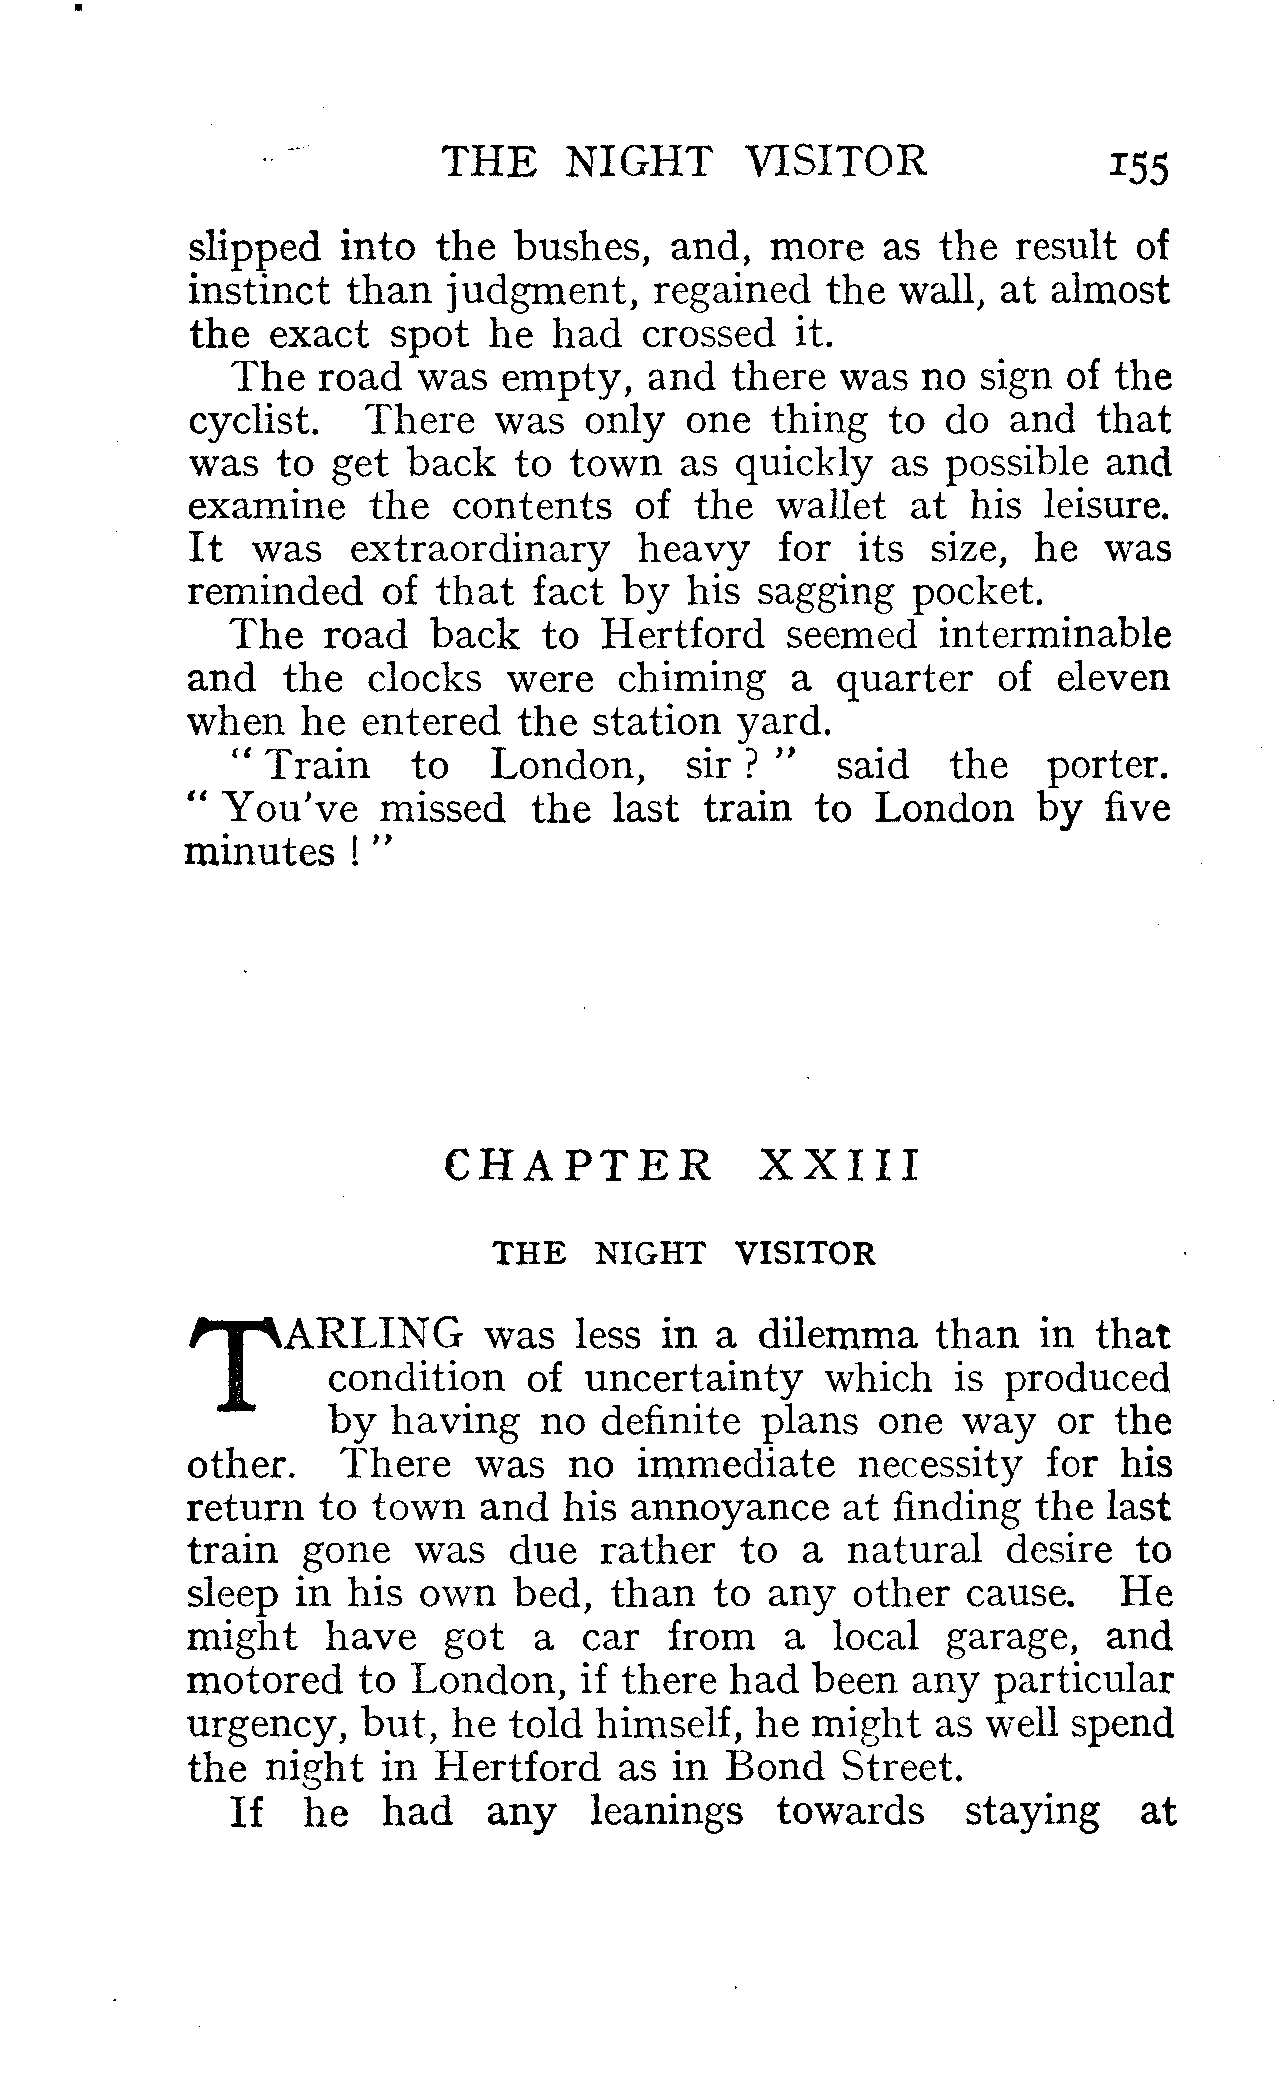 THE NIGHT VISITOR 155
slipped into the bushes, and, more as the result of
instinct than judgment, regained the wall, at almost
the exact spot he had crossed it.
The road was empty, and there was no sign of the
cyclist. There was only one thing to do and that
was to get back to town as quickly as possible and
examine the contents of the wallet at his leisure.
It was extraordinary heavy for its size, he was
reminded of that fact by his sagging pocket.
The road back to Hertford seemed interminable
and the clocks were chiming a quarter of eleven
when he entered the station yard.
“ Train to London, sir ? ” said the porter.
“ You've missed the last train to London by five
minutes ! ”
CHAPTER XXIII
THE NIGHT VISITOR
TARLING was less in a dilemma than in that
condition of uncertainty which is produced
by having no definite plans one way or the
other. There was no immediate necessity for his
return to town and his annoyance at finding the last
train gone was due rather to a natural desire to
sleep in his own bed, than to any other cause. He
might have got a car from a local garage, and
motored to London, if there had been any particular
urgency, but, he told himself, he might as well spend
the night in Hertford as in Bond Street.
If he had any leanings towards staying at